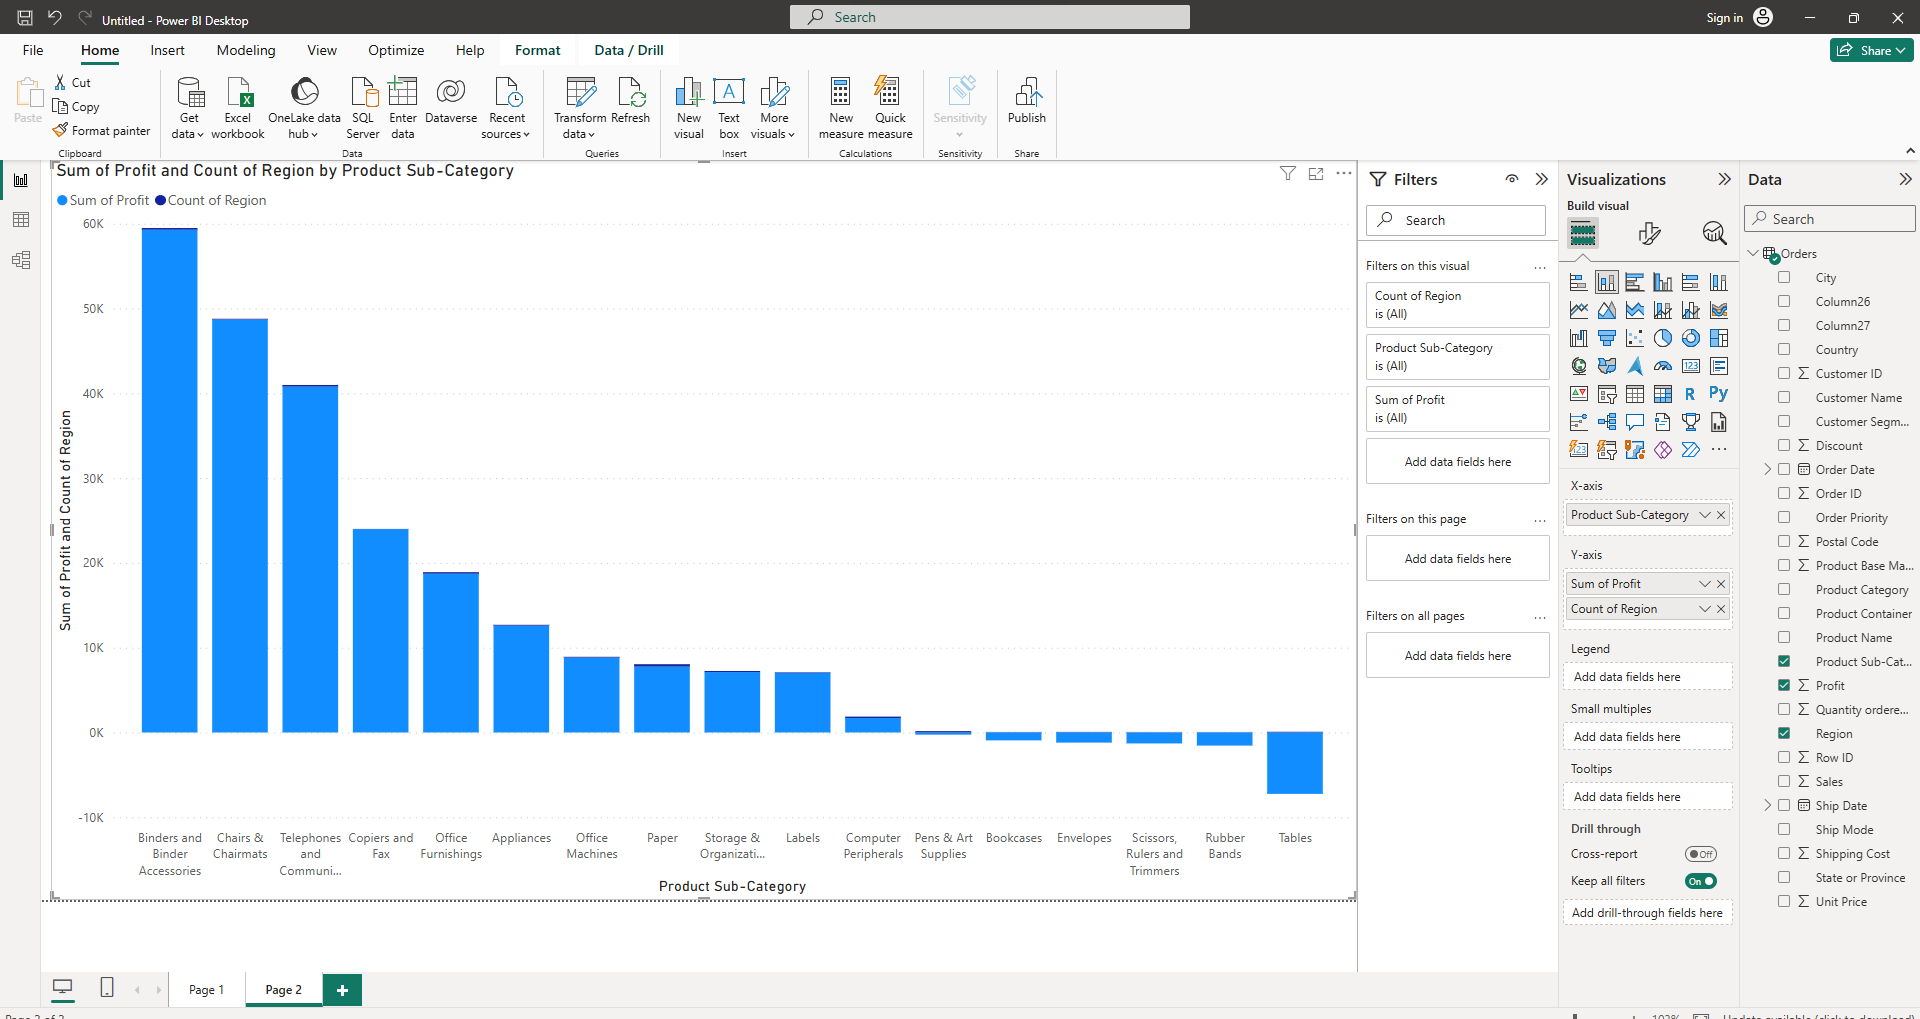 Untitled - Power BI Desktop
Search
Sign in
File
Home
Insert
Modeling
View
Optimize
Help
Format
Data / Drill
Share
Paste
Cut
Copy
Format painter
Clipboard
Get data
Excel workbook
OneLake data hub
SQL Server
Enter data
Dataverse
Recent sources
Data
Transform data
Refresh
Queries
New visual
Text box
More visuals
Insert
New measure
Quick measure
Calculations
Sensitivity
Sensitivity
Publish
Share
Sum of Profit and Count of Region by Product Sub-Category
Sum of Profit
Count of Region
Sum of Profit and Count of Region
60K
50K
40K
30K
20K
10K
0K
-10K
Binders and Binder Accessories
Chairs & Chairmats
Telephones and Communi...
Copiers and Fax
Office Furnishings
Appliances
Office Machines
Paper
Storage & Organizati...
Labels
Computer Peripherals
Pens & Art Supplies
Bookcases
Envelopes
Scissors, Rulers and Trimmers
Rubber Bands
Tables
Product Sub-Category
Filters
Search
Filters on this visual
...
Count of Region
is (All)
Product Sub-Category
is (All)
Sum of Profit
is (All)
Add data fields here
Filters on this page
...
Add data fields here
Filters on all pages
...
Add data fields here
Visualizations
Build visual
123
R
Py
123
...
X-axis
Product Sub-Category
Y-axis
Sum of Profit
Count of Region
Legend
Add data fields here
Small multiples
Add data fields here
Tooltips
Add data fields here
Drill through
Cross-report
Off
Keep all filters
On
Add drill-through fields here
Data
Search
Orders
City
Column26
Column27
Country
Customer ID
Customer Name
Customer Segm...
Discount
Order Date
Order ID
Order Priority
Postal Code
Product Base Ma...
Product Category
Product Container
Product Name
Product Sub-Cat...
Profit
Quantity ordere...
Region
Row ID
Sales
Ship Date
Ship Mode
Shipping Cost
State or Province
Unit Price
Page 1
Page 2